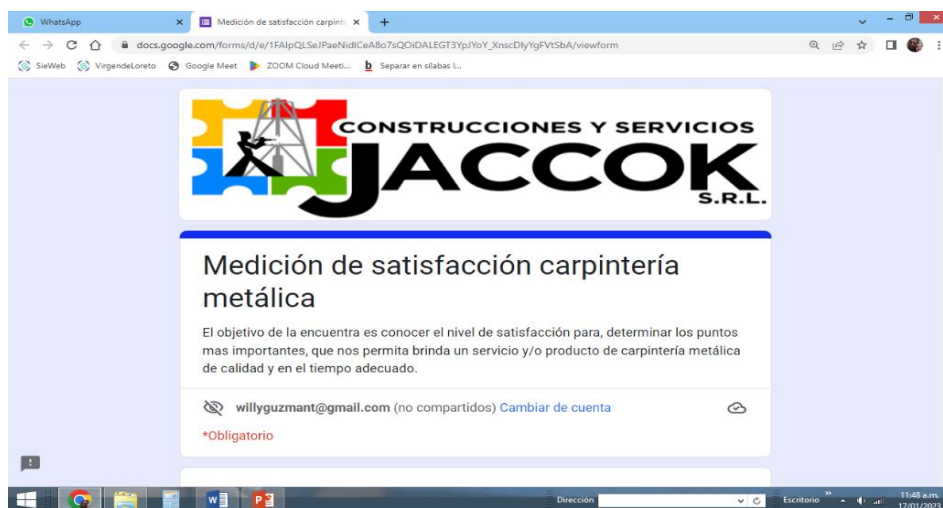 WhatsApp
Medición de satisfacción carpinte
docs.google.com/forms/d/e/1FAIpQLSeJPaeNidlCeA8o7sQOiDALEGT3YpJYoY_XnscDIyYgFVtSbA/viewform
SieWeb VirgendeLoreto Google Meet ZOOM Cloud Meeti... Separar en sílabas l...
CONSTRUCCIONES Y SERVICIOS
JACCOK
S.R.L.
Medición de satisfacción carpintería
metálica
El objetivo de la encuentra es conocer el nivel de satisfacción para, determinar los puntos
mas importantes, que nos permita brinda un servicio y/o producto de carpintería metálica
de calidad y en el tiempo adecuado.
willyguzmant@gmail.com (no compartidos) Cambiar de cuenta
*Obligatorio
Dirección Escritorio 11:48 a.m.
17/01/2023